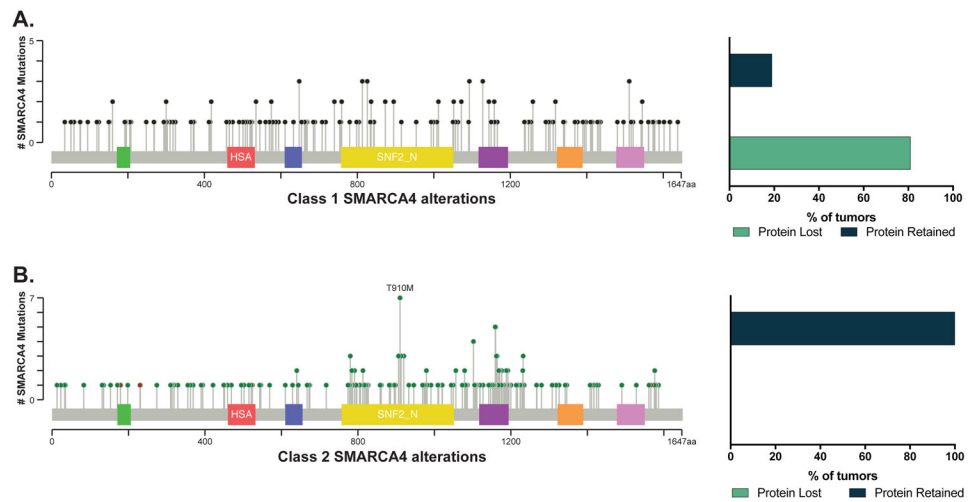 A.
# SMARCA4 Mutations
5
0
HSA
SNF2_N
0
400
800
1200
1647aa
Class 1 SMARCA4 alterations
0
20
40
60
80
100
% of tumors
Protein Lost
Protein Retained
B.
# SMARCA4 Mutations
7
0
T910M
HSA
SNF2_N
0
400
800
1200
1647aa
Class 2 SMARCA4 alterations
0
20
40
60
80
100
% of tumors
Protein Lost
Protein Retained